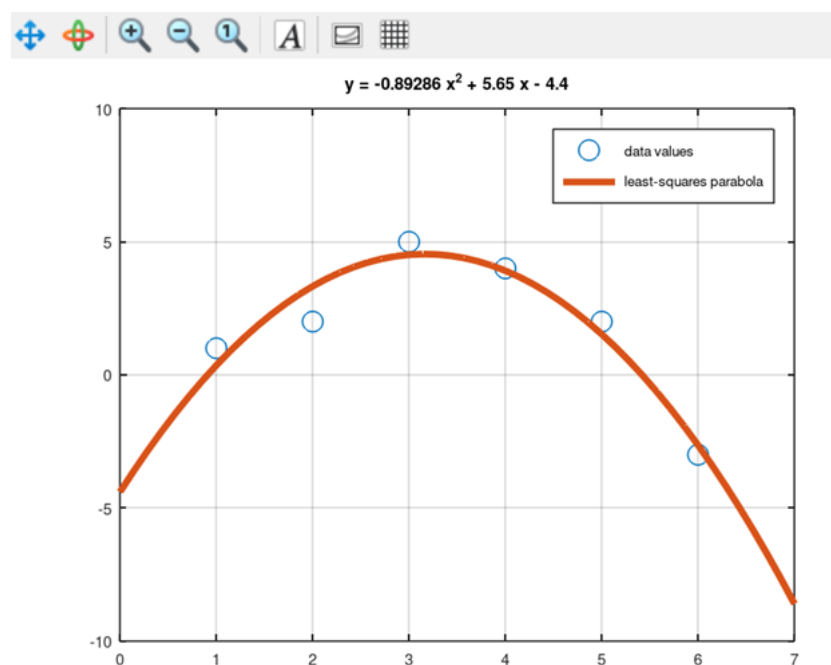 1
A
y = -0.89286 x² + 5.65 x - 4.4
10
data values
least-squares parabola
5
0
-5
-10
0 1 2 3 4 5 6 7